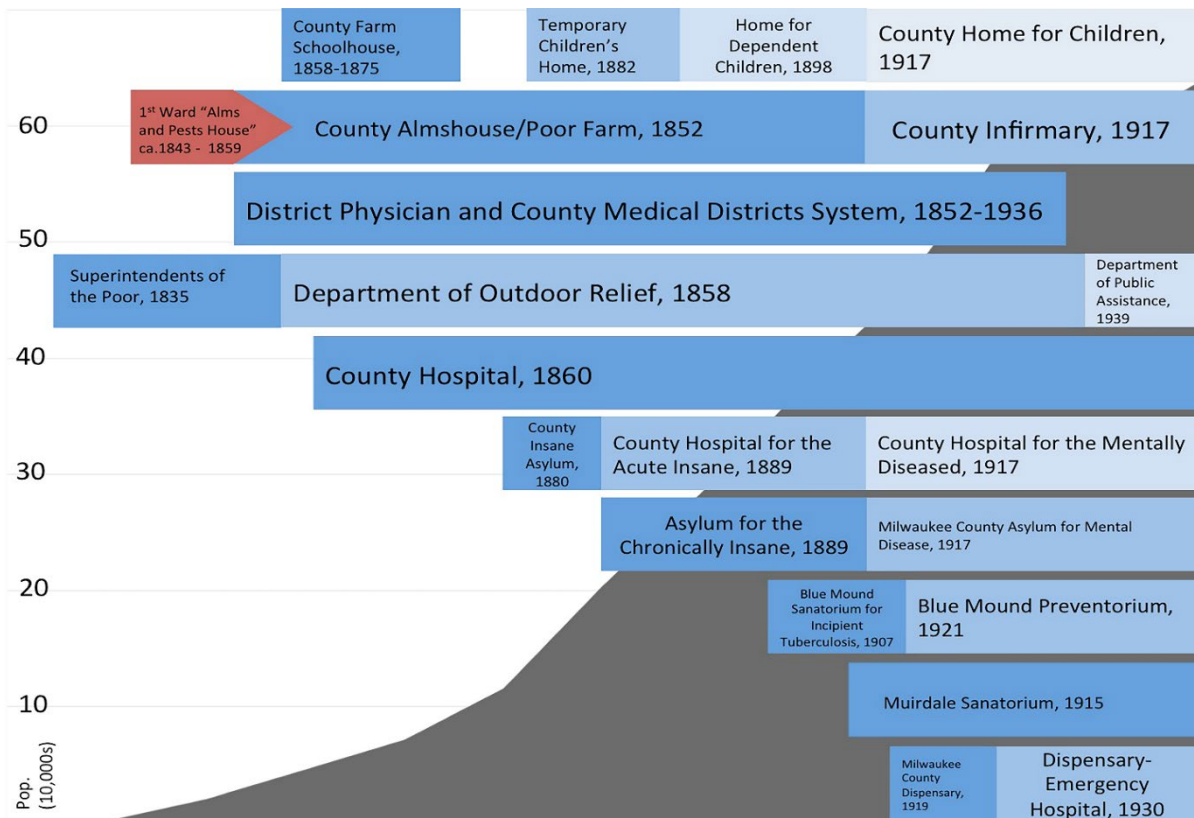 County Farm
Schoolhouse,
1858-1875
Temporary
Children's
Home, 1882
Home for
Dependent
Children, 1898
County Home for Children,
1917
60
1st Ward “Alms
and Pests House”
ca.1843 - 1859
County Almshouse/Poor Farm, 1852
County Infirmary, 1917
District Physician and County Medical Districts System, 1852-1936
50
Superintendents of
the Poor, 1835
Department of Outdoor Relief, 1858
Department
of Public
Assistance,
1939
40
County Hospital, 1860
County
Insane
Asylum,
1880
County Hospital for the
Acute Insane, 1889
County Hospital for the Mentally
Diseased, 1917
30
Asylum for the
Chronically Insane, 1889
Milwaukee County Asylum for Mental
Disease, 1917
20
Blue Mound
Sanatorium for
Incipient
Tuberculosis, 1907
Blue Mound Preventorium,
1921
10
Muirdale Sanatorium, 1915
Pop.
(10,000s)
Milwaukee
County
Dispensary,
1919
Dispensary-
Emergency
Hospital, 1930